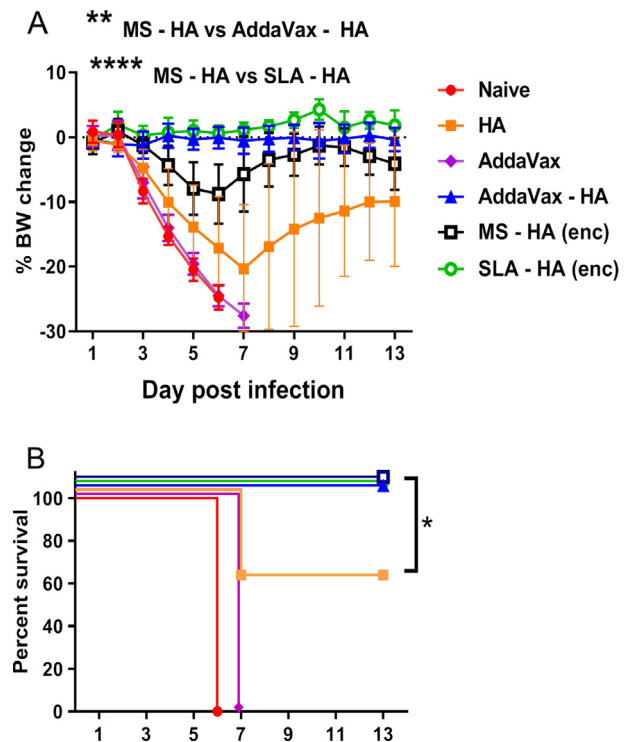 A
** MS - HA vs AddaVax - HA
**** MS - HA vs SLA - HA
% BW change
10
0
-10
-20
-30
1 3 5 7 9 11 13
Day post infection
Naive
HA
AddaVax
AddaVax - HA
MS - HA (enc)
SLA - HA (enc)
B
Percent survival
100
80
60
40
20
0
*
1 3 5 7 9 11 13